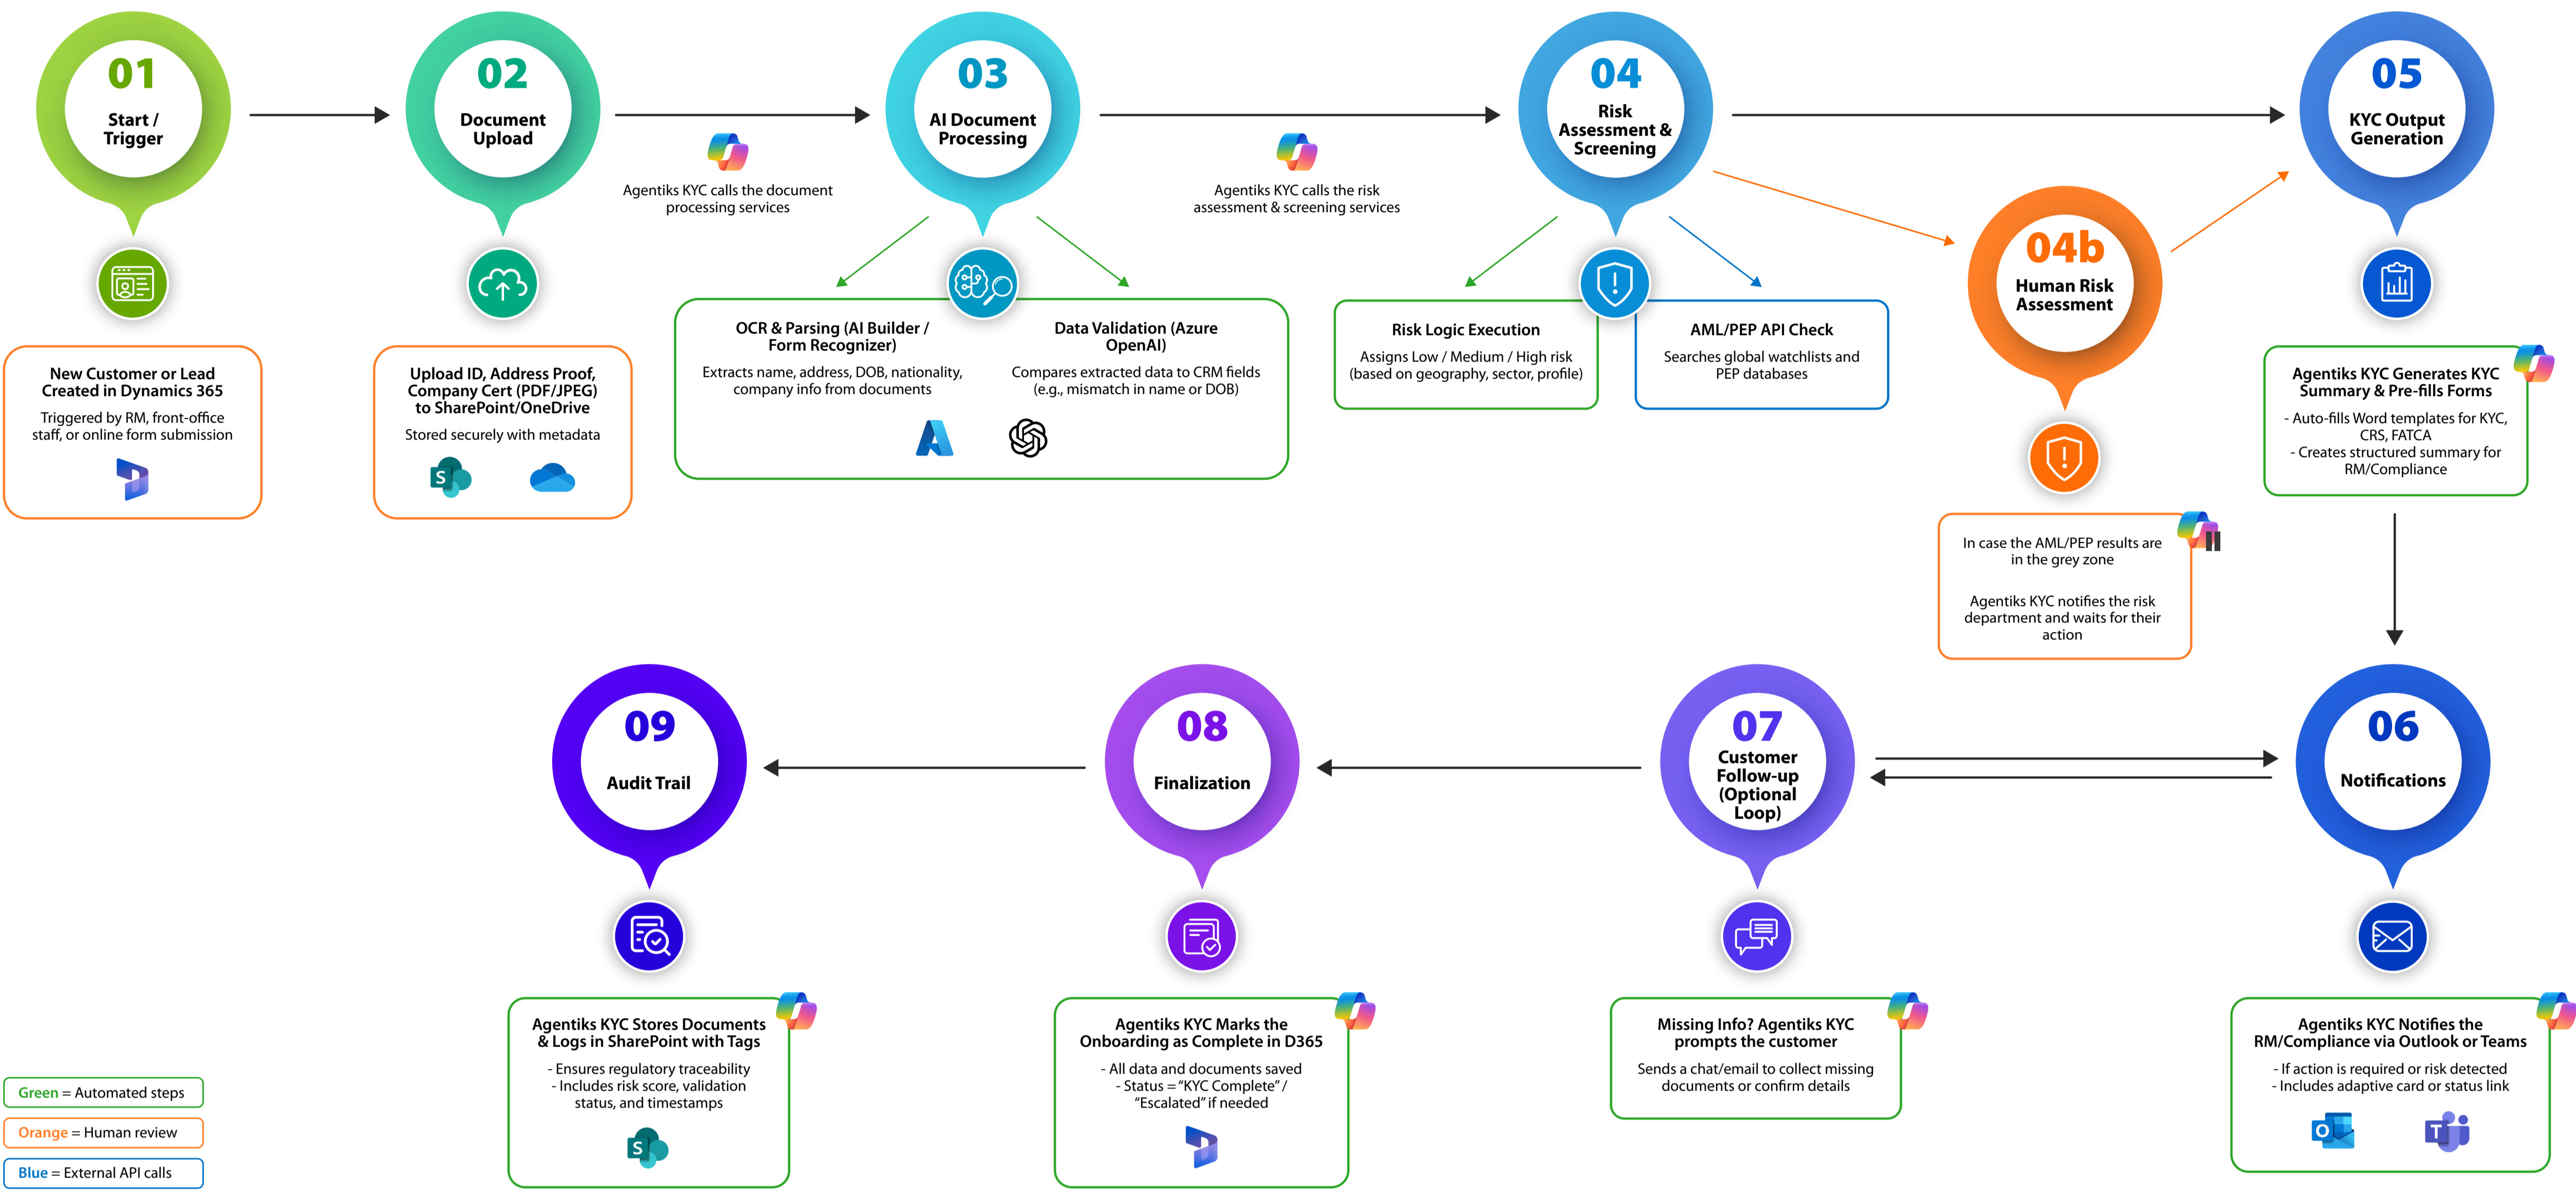 01
Start /
Trigger
New Customer or Lead
Created in Dynamics 365
Triggered by RM, front-office
staff, or online form submission
02
Document
Upload
Upload ID, Address Proof,
Company Cert (PDF/JPEG)
to SharePoint/OneDrive
Stored securely with metadata
S
Agentiks KYC calls the document
processing services
03
AI Document
Processing
OCR & Parsing (AI Builder /
Form Recognizer)
Extracts name, address, DOB, nationality,
company info from documents
Data Validation (Azure
OpenAI)
Compares extracted data to CRM fields
(e.g., mismatch in name or DOB)
Agentiks KYC calls the risk
assessment & screening services
04
Risk
Assessment &
Screening
Risk Logic Execution
Assigns Low / Medium / High risk
(based on geography, sector, profile)
AML/PEP API Check
Searches global watchlists and
PEP databases
04b
Human Risk
Assessment
In case the AML/PEP results are
in the grey zone
Agentiks KYC notifies the risk
department and waits for their
action
05
KYC Output
Generation
Agentiks KYC Generates KYC
Summary & Pre-fills Forms
- Auto-fills Word templates for KYC,
CRS, FATCA
- Creates structured summary for
RM/Compliance
06
Notifications
Agentiks KYC Notifies the
RM/Compliance via Outlook or Teams
- If action is required or risk detected
- Includes adaptive card or status link
O
T
07
Customer
Follow-up
(Optional
Loop)
Missing Info? Agentiks KYC
prompts the customer
Sends a chat/email to collect missing
documents or confirm details
08
Finalization
Agentiks KYC Marks the
Onboarding as Complete in D365
- All data and documents saved
- Status = “KYC Complete” /
“Escalated” if needed
09
Audit Trail
Agentiks KYC Stores Documents
& Logs in SharePoint with Tags
- Ensures regulatory traceability
- Includes risk score, validation
status, and timestamps
S
Green = Automated steps
Orange = Human review
Blue = External API calls